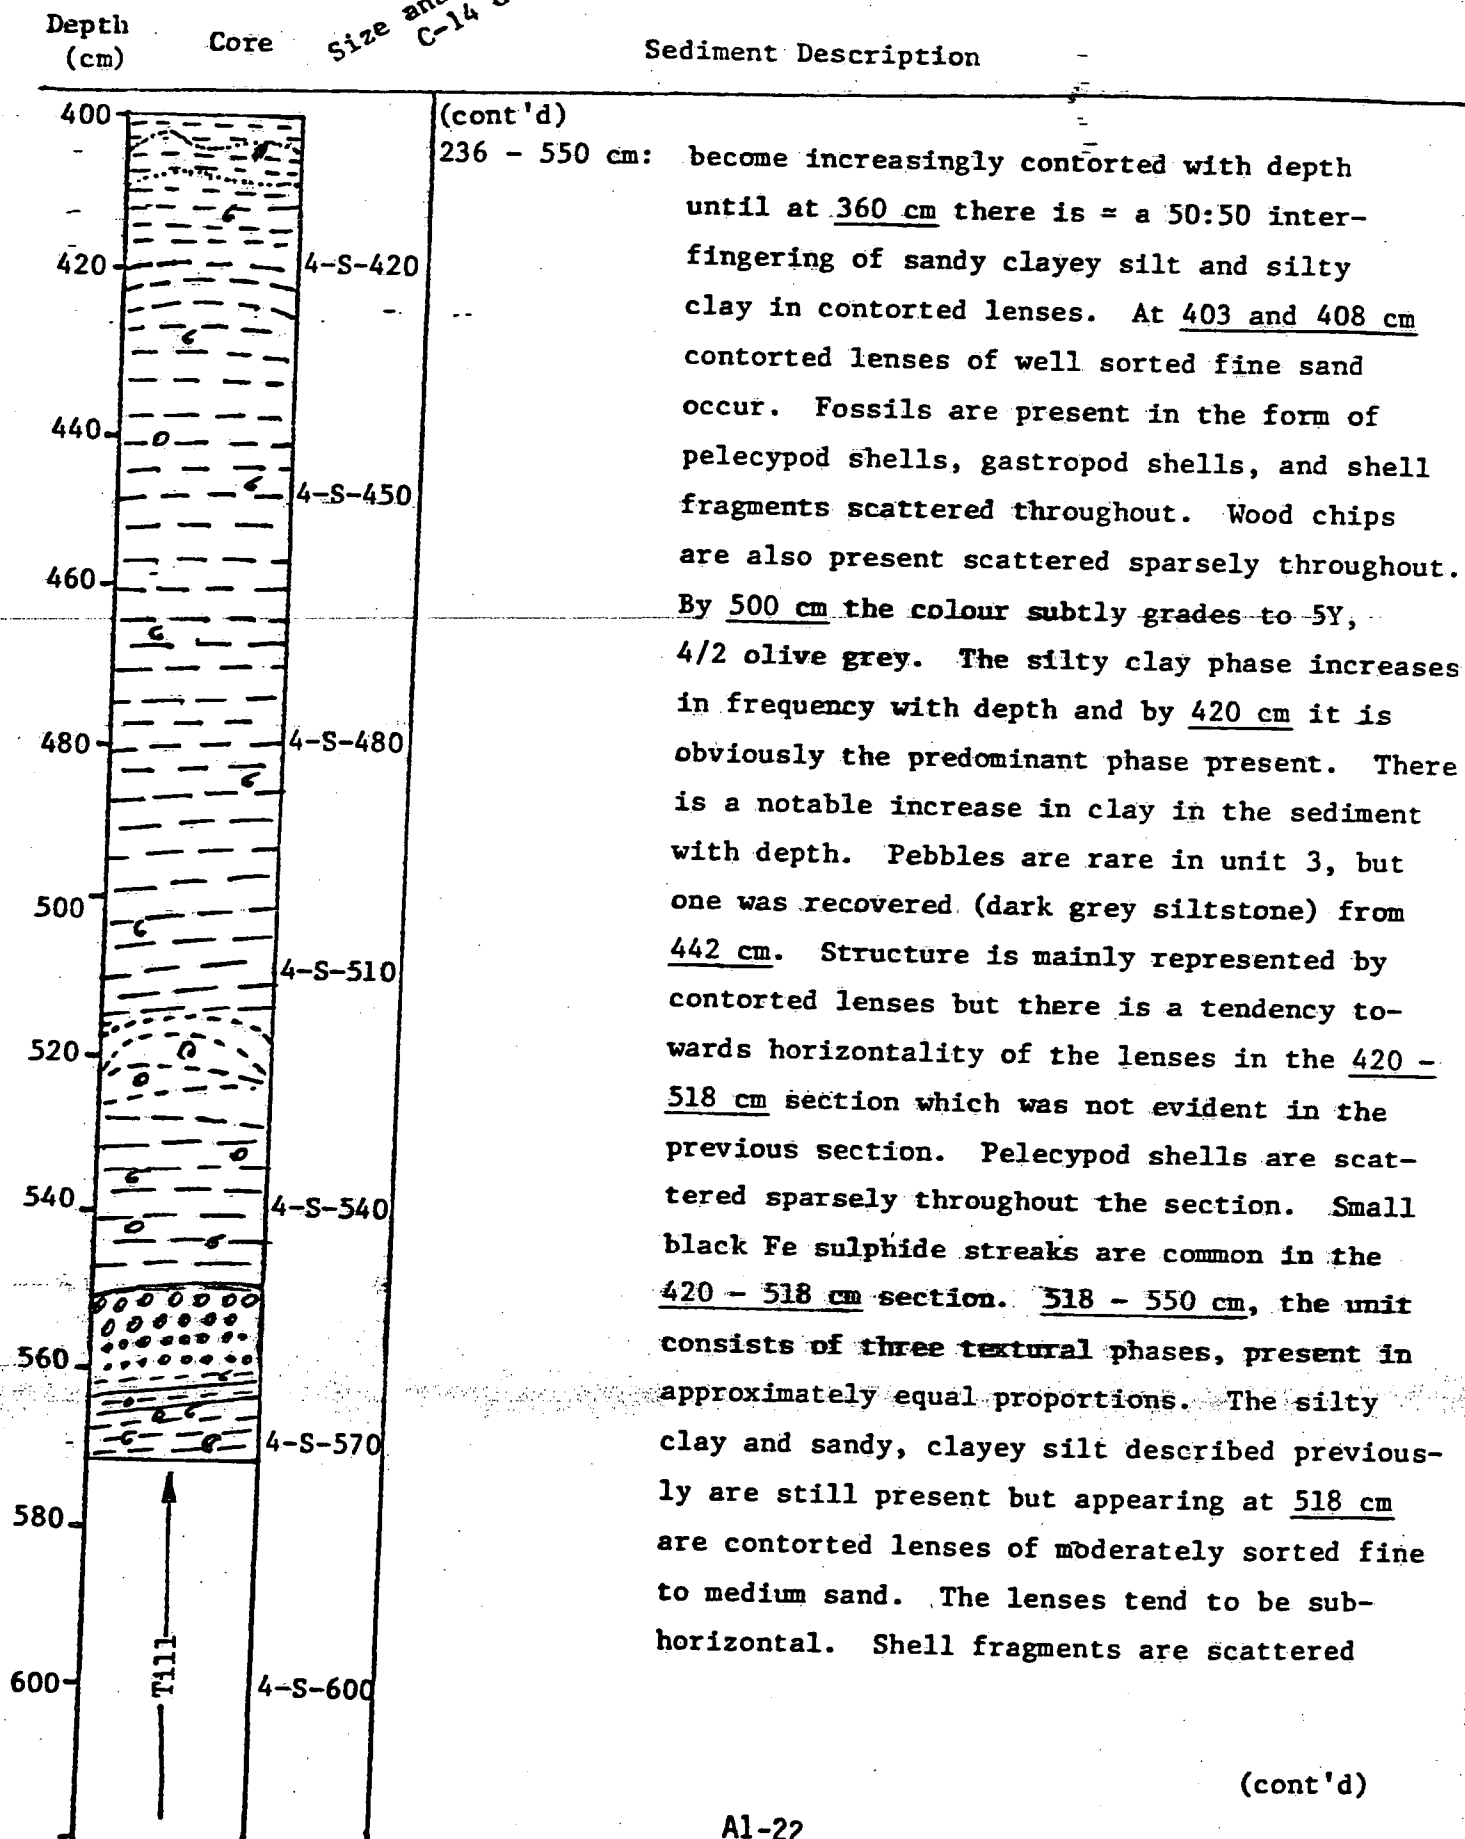 Depth
(cm)
Core
Size and
C-14
Sediment Description
400
420
440
460
480
500
520
540
560
580
600
4-S-420
4-S-450
4-S-480
4-S-510
4-S-540
4-S-570
4-S-600
Till
(cont'd)
236 - 550 cm: become increasingly contorted with depth
until at 360 cm there is ≃ a 50:50 inter-
fingering of sandy clayey silt and silty
clay in contorted lenses. At 403 and 408 cm
contorted lenses of well sorted fine sand
occur. Fossils are present in the form of
pelecypod shells, gastropod shells, and shell
fragments scattered throughout. Wood chips
are also present scattered sparsely throughout.
By 500 cm the colour subtly grades to 5Y,
4/2 olive grey. The silty clay phase increases
in frequency with depth and by 420 cm it is
obviously the predominant phase present. There
is a notable increase in clay in the sediment
with depth. Pebbles are rare in unit 3, but
one was recovered (dark grey siltstone) from
442 cm. Structure is mainly represented by
contorted lenses but there is a tendency to-
wards horizontality of the lenses in the 420 -
518 cm section which was not evident in the
previous section. Pelecypod shells are scat-
tered sparsely throughout the section. Small
black Fe sulphide streaks are common in the
420 - 518 cm section. 518 - 550 cm, the unit
consists of three textural phases, present in
approximately equal proportions. The silty
clay and sandy, clayey silt described previous-
ly are still present but appearing at 518 cm
are contorted lenses of moderately sorted fine
to medium sand. The lenses tend to be sub-
horizontal. Shell fragments are scattered
(cont'd)
A1-22